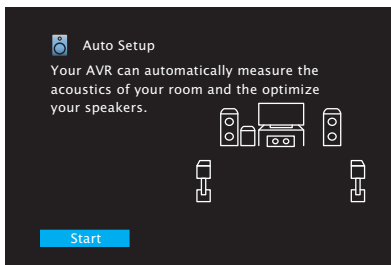 Auto Setup
Your AVR can automatically measure the
acoustics of your room and the optimize
your speakers.
Start